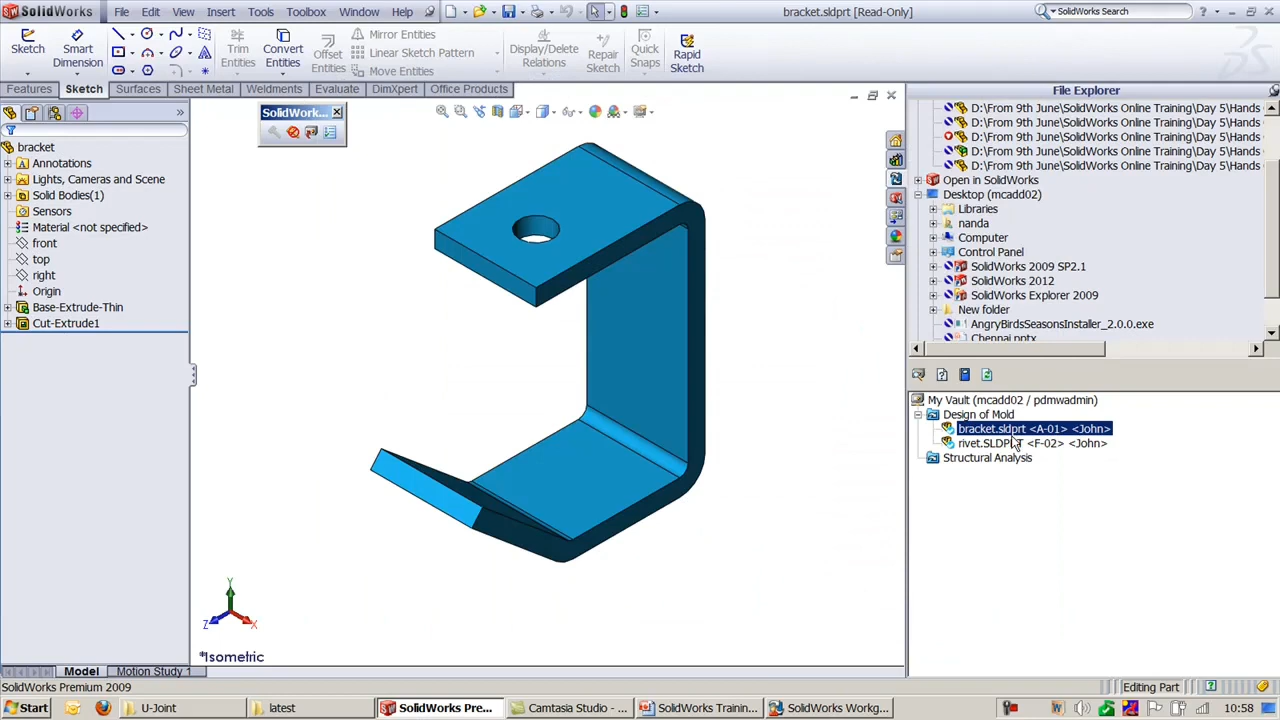 SolidWorks File Edit View Insert Tools Toolbox Window Help bracket.sldprt [Read-Only] SolidWorks Search
Sketch Smart Dimension Trim Entities Convert Entities Offset Entities Mirror Entities Linear Sketch Pattern Move Entities Display/Delete Relations Repair Sketch Quick Snaps Rapid Sketch
Features Sketch Surfaces Sheet Metal Weldments Evaluate DimXpert Office Products
SolidWork...
bracket
Annotations
Lights, Cameras and Scene
Solid Bodies(1)
Sensors
Material <not specified>
front
top
right
Origin
Base-Extrude-Thin
Cut-Extrude1
Y
Z
X
*Isometric
File Explorer
D:\From 9th June\SolidWorks Online Training\Day 5\Hands
D:\From 9th June\SolidWorks Online Training\Day 5\Hands
D:\From 9th June\SolidWorks Online Training\Day 5\Hands
D:\From 9th June\SolidWorks Online Training\Day 5\Hands
D:\From 9th June\SolidWorks Online Training\Day 5\Hands
Open in SolidWorks
Desktop (mcadd02)
Libraries
nanda
Computer
Control Panel
SolidWorks 2009 SP2.1
SolidWorks 2012
SolidWorks Explorer 2009
New folder
AngryBirdsSeasonsInstaller_2.0.0.exe
Chennai.pptx
My Vault (mcadd02 / pdmwadmin)
Design of Mold
bracket.sldprt <A-01> <John>
rivet.SLDPRT <F-02> <John>
Structural Analysis
Model Motion Study 1
SolidWorks Premium 2009 Editing Part
Start U-Joint latest SolidWorks Pre... Camtasia Studio - ... SolidWorks Trainin... SolidWorks Workg... 10:58